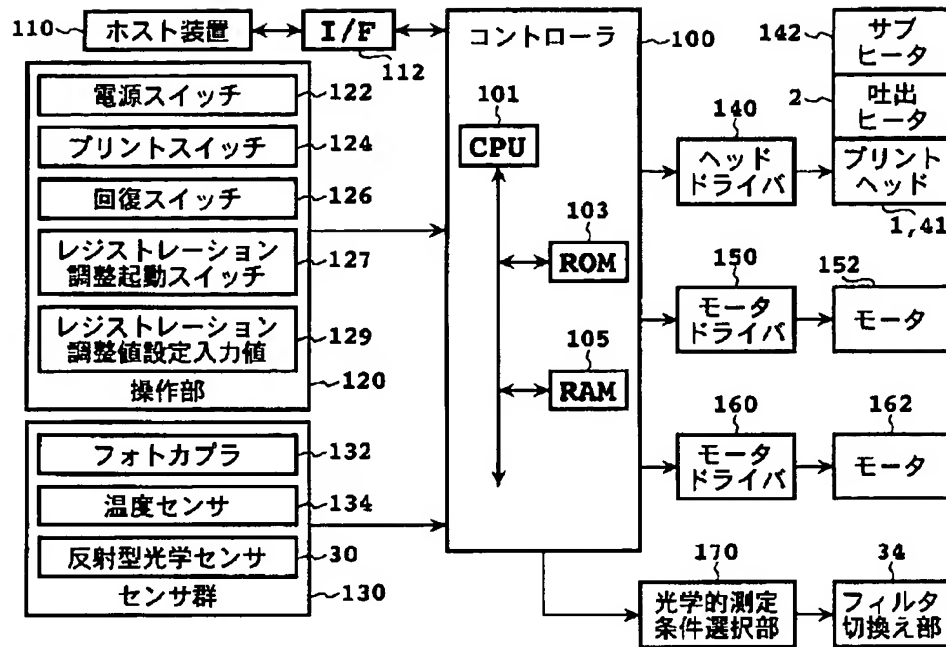 110
ホスト装置
I/F
112
コントローラ
100
142
サブ
ヒータ
2
吐出
ヒータ
プリント
ヘッド
1,41
電源スイッチ
122
プリントスイッチ
124
回復スイッチ
126
レジストレーション
調整起動スイッチ
127
レジストレーション
調整値設定入力値
129
操作部
120
101
CPU
103
ROM
105
RAM
140
ヘッド
ドライバ
150
モータ
ドライバ
152
モータ
160
モータ
ドライバ
162
モータ
フォトカプラ
132
温度センサ
134
反射型光学センサ
30
センサ群
130
170
光学的測定
条件選択部
34
フィルタ
切換え部